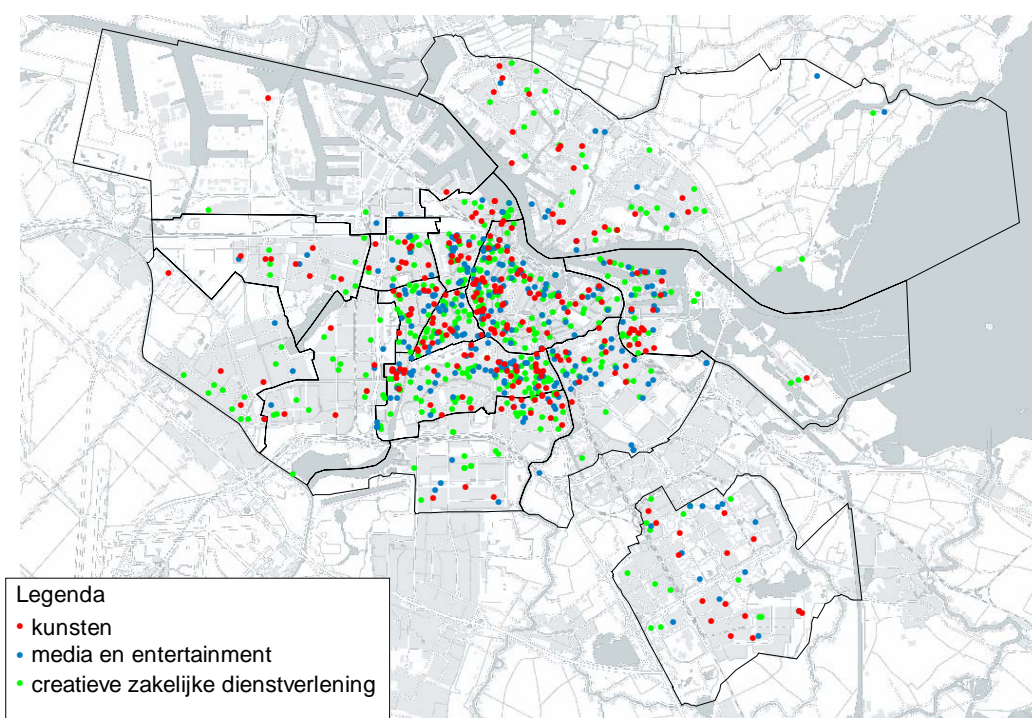 Legenda
kunsten
media en entertainment
creatieve zakelijke dienstverlening